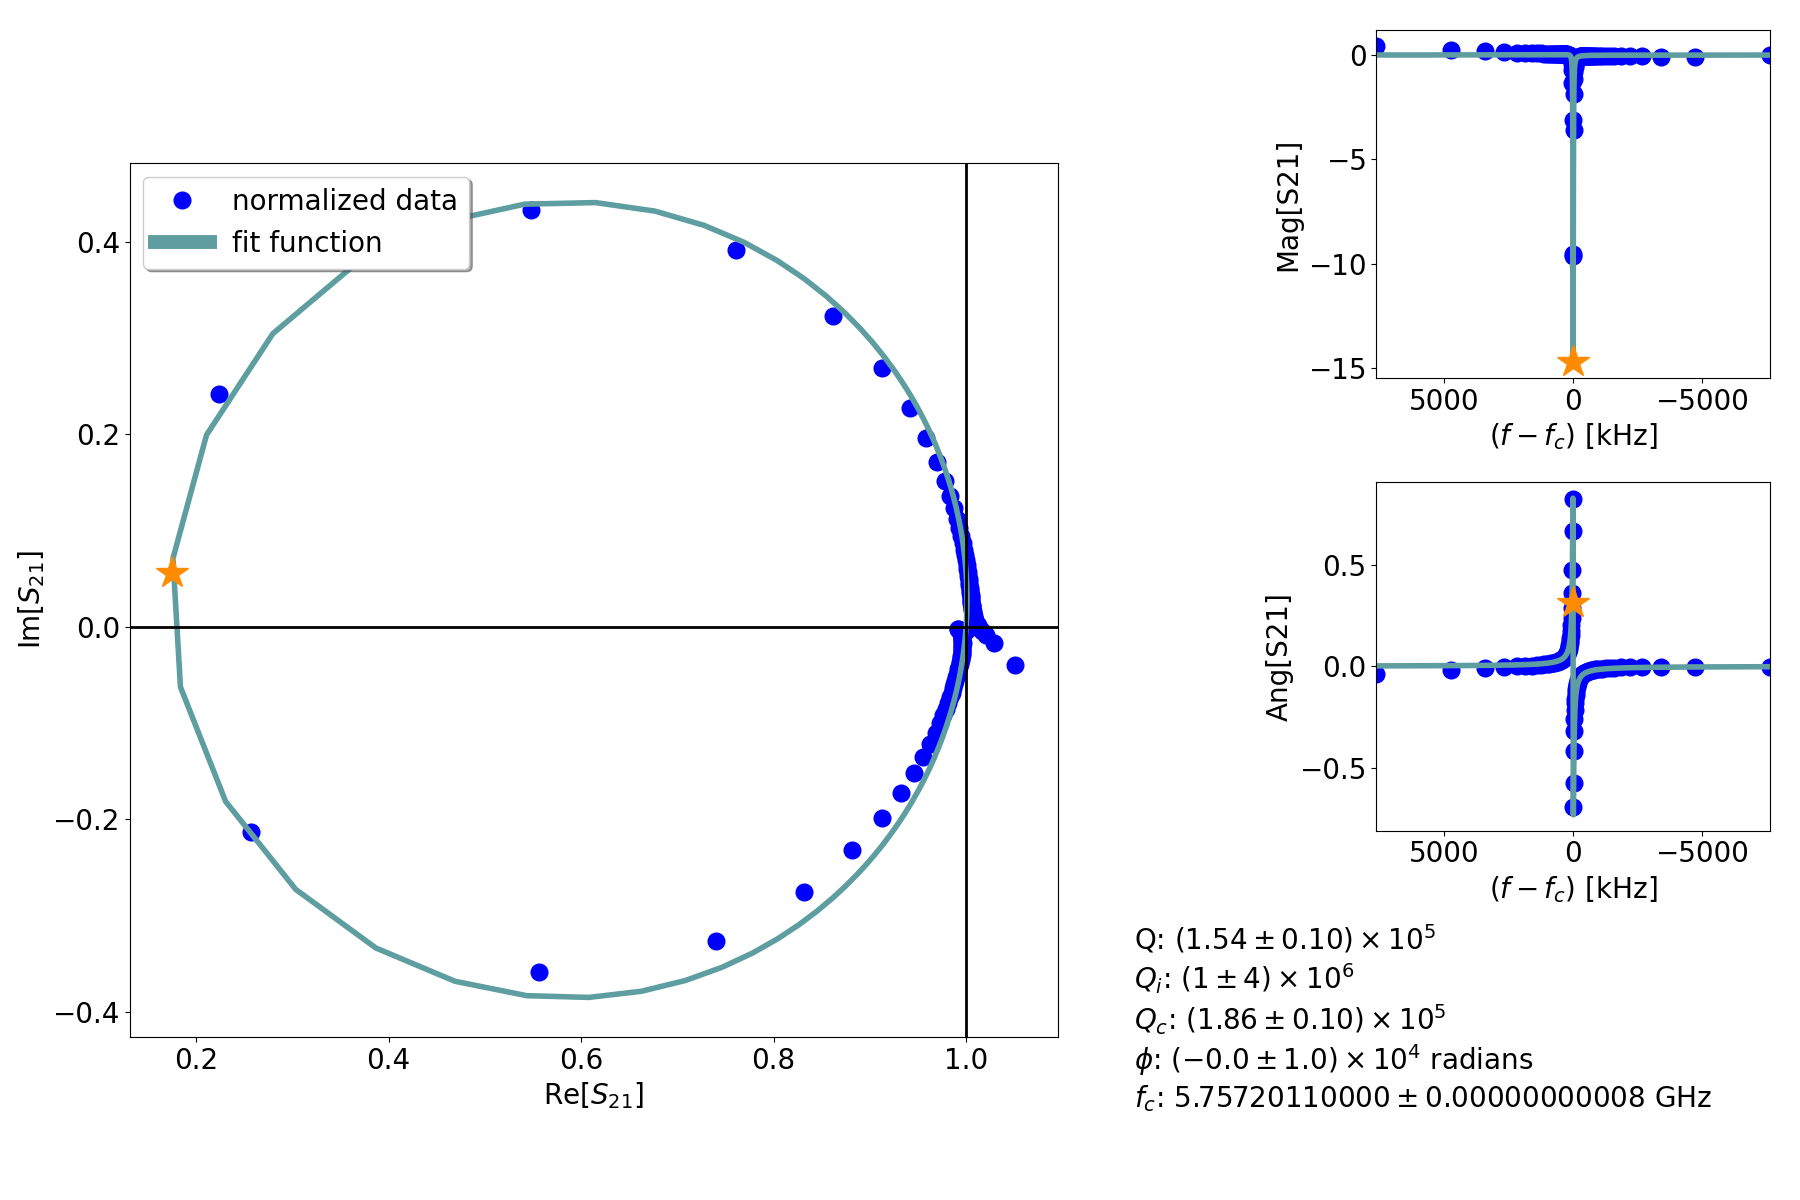 normalized data
fit function
0.4
0.2
0.0
−0.2
−0.4
0.2
0.4
0.6
0.8
1.0
Im[S21]
Re[S21]
0
−5
−10
−15
Mag[S21]
5000
0
−5000
(f − fc) [kHz]
0.5
0.0
−0.5
Ang[S21]
5000
0
−5000
(f − fc) [kHz]
Q: (1.54 ± 0.10) × 10^5
Qi: (1 ± 4) × 10^6
Qc: (1.86 ± 0.10) × 10^5
ϕ: (−0.0 ± 1.0) × 10^4 radians
fc: 5.75720110000 ± 0.00000000008 GHz